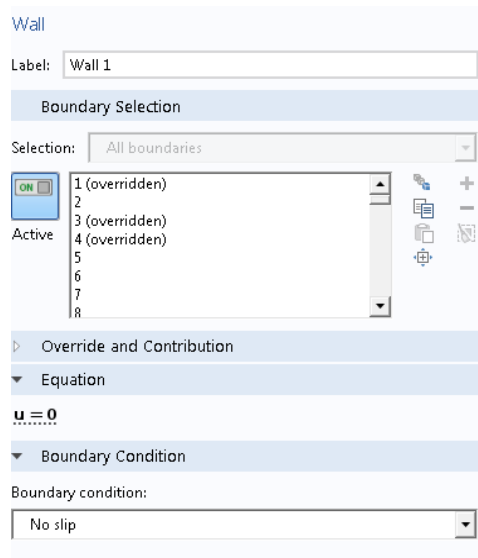 Wall
Label: Wall 1
Boundary Selection
Selection: All boundaries
ON
1 (overridden)
2
Active
3 (overridden)
4 (overridden)
5
6
7
8
Override and Contribution
Equation
u = 0
Boundary Condition
Boundary condition:
No slip